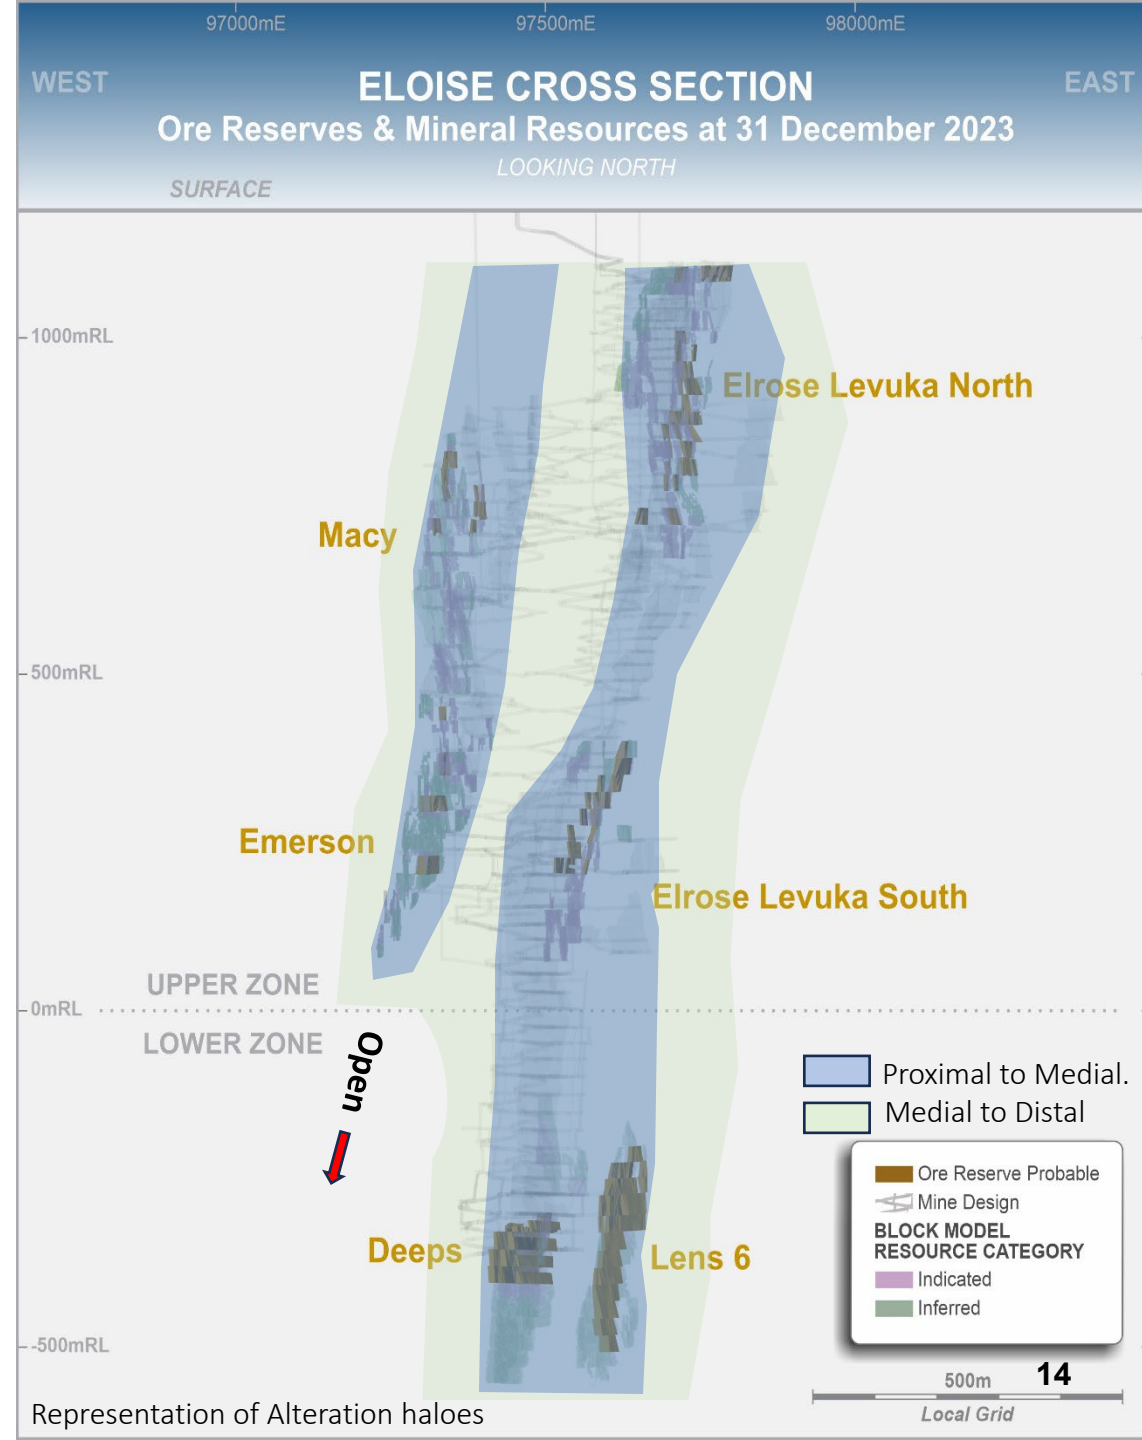 97000mE 97500mE 98000mE
WEST ELOISE CROSS SECTION EAST
Ore Reserves & Mineral Resources at 31 December 2023
LOOKING NORTH
SURFACE
1000mRL
Elrose Levuka North
Macy
500mRL
Emerson
Elrose Levuka South
UPPER ZONE
0mRL
LOWER ZONE
Open
Proximal to Medial.
Medial to Distal
Ore Reserve Probable
Mine Design
BLOCK MODEL
RESOURCE CATEGORY
Indicated
Inferred
Deeps
Lens 6
-500mRL
500m
14
Local Grid
Representation of Alteration haloes